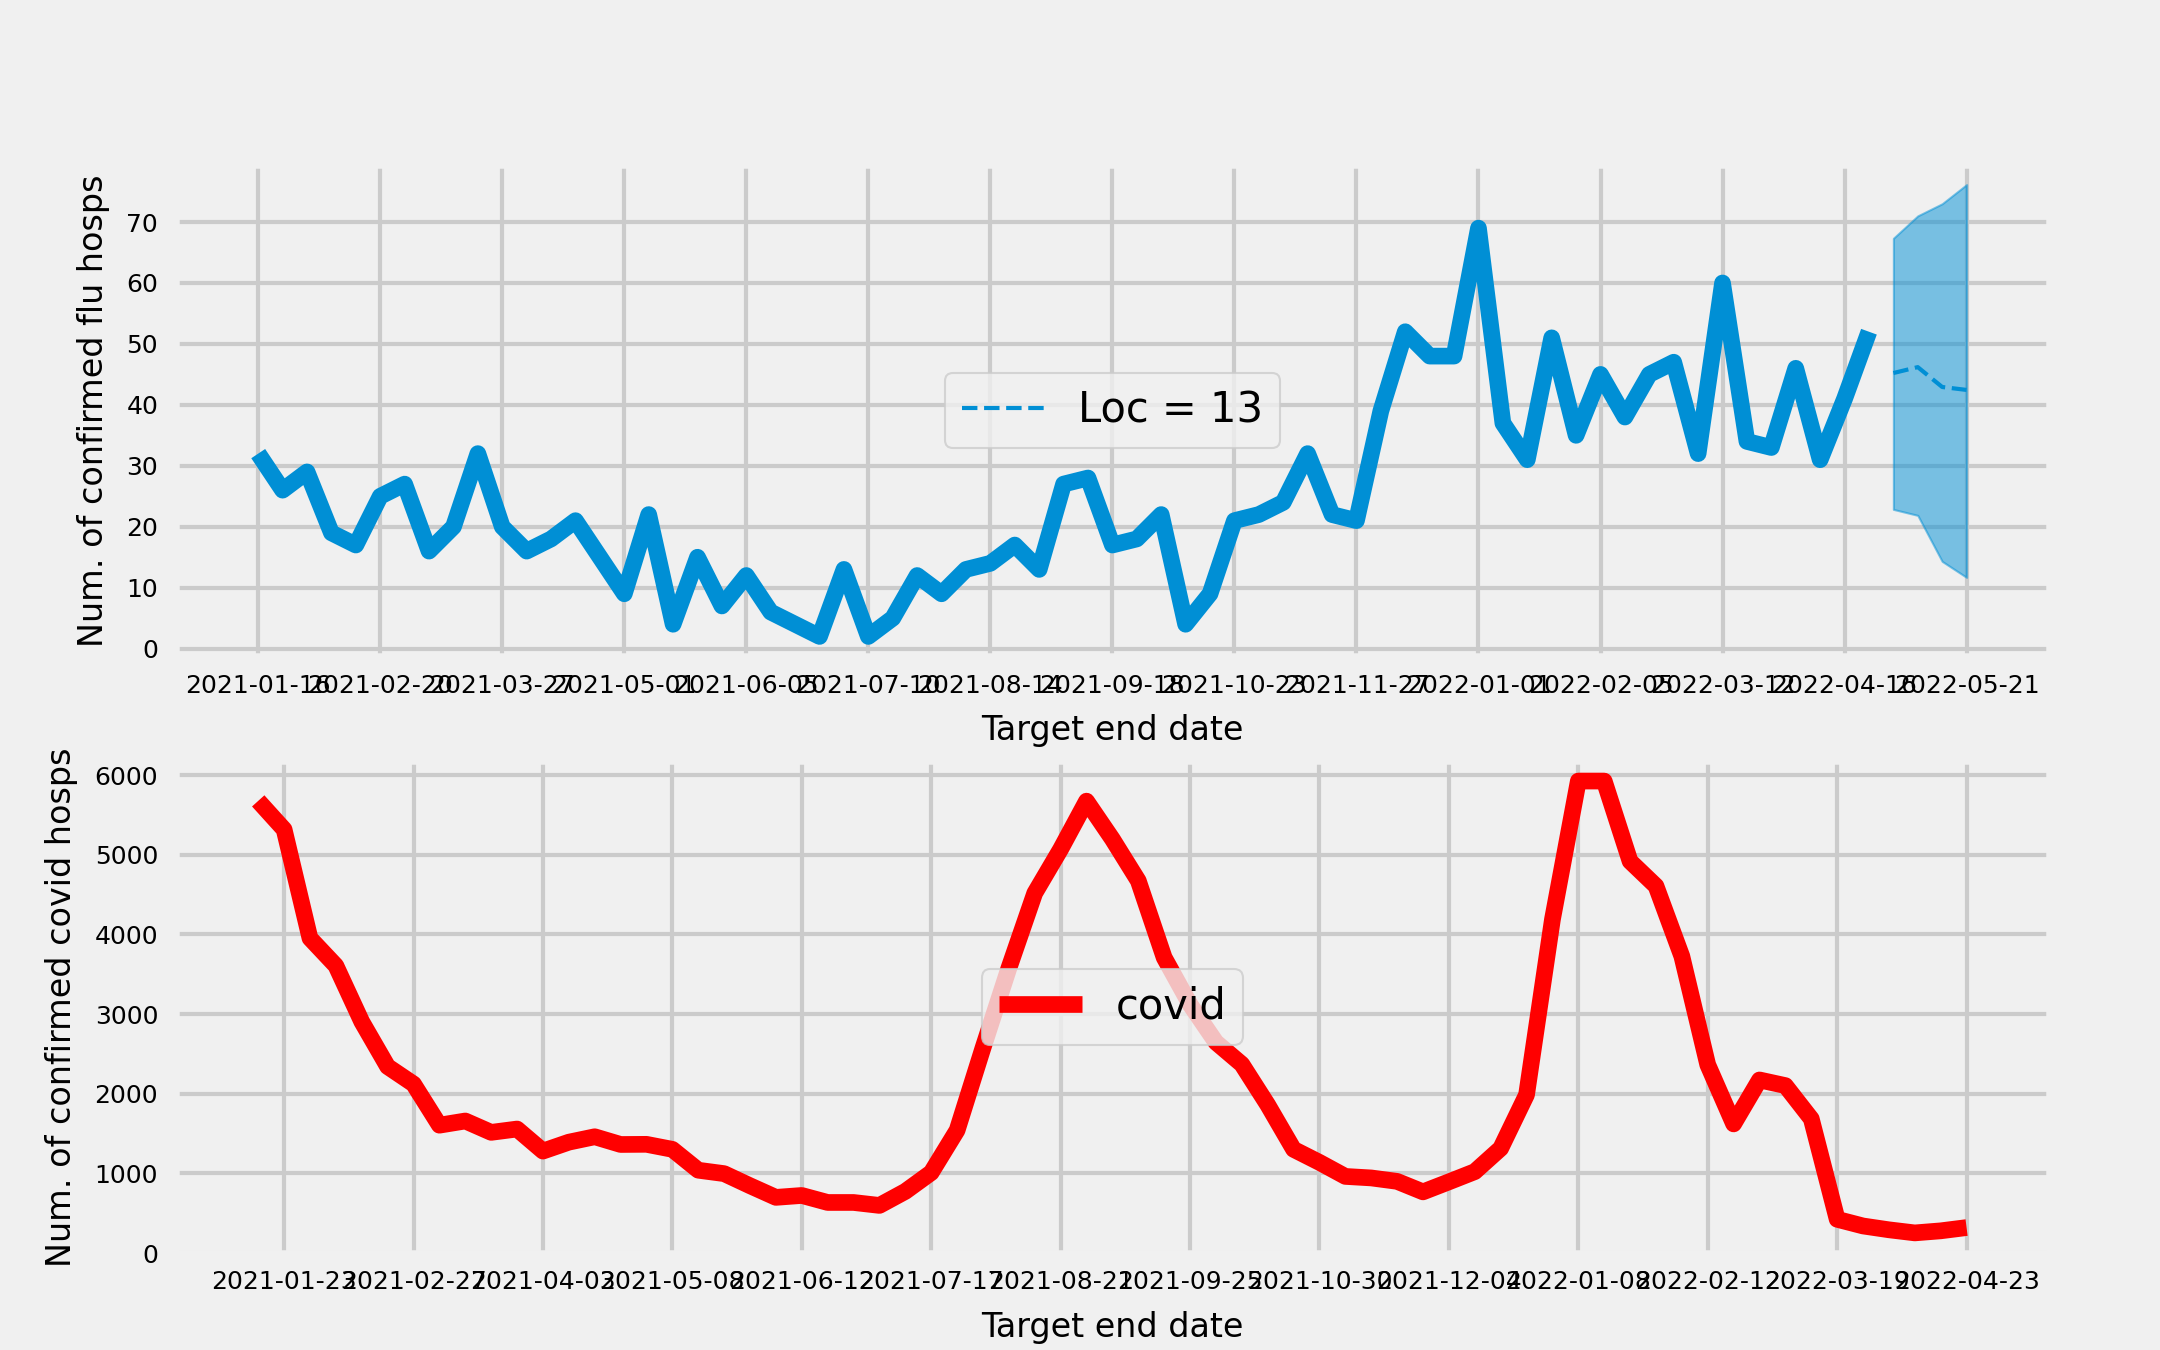 Num. of confirmed flu hosps
70
60
50
40
30
20
10
0
Loc = 13
2021-01-16 2021-02-20 2021-03-27 2021-05-01 2021-06-05 2021-07-10 2021-08-14 2021-09-18 2021-10-23 2021-11-27 2022-01-01 2022-02-05 2022-03-12 2022-04-16 2022-05-21
Target end date
Num. of confirmed covid hosps
6000
5000
4000
3000
2000
1000
0
covid
2021-01-23 2021-02-27 2021-04-03 2021-05-08 2021-06-12 2021-07-17 2021-08-21 2021-09-25 2021-10-30 2021-12-04 2022-01-08 2022-02-12 2022-03-19 2022-04-23
Target end date